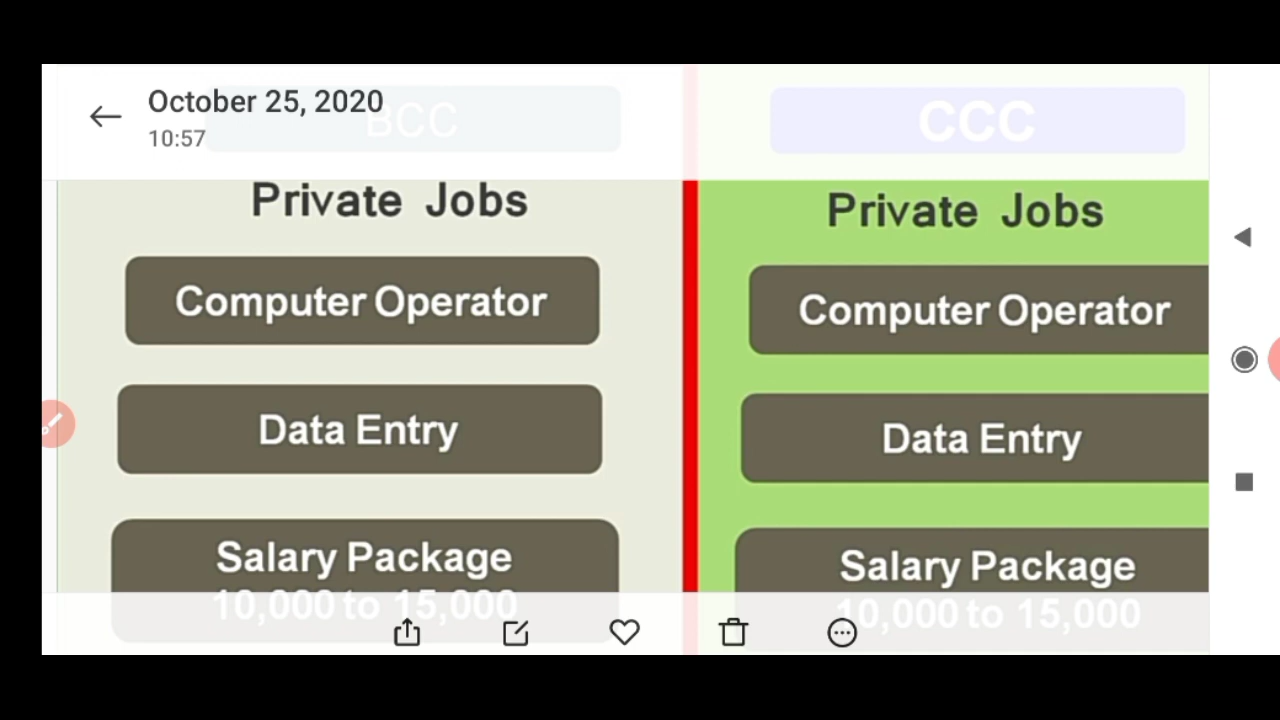 October 25, 2020
10:57
BCC
CCC
Private Jobs
Computer Operator
Data Entry
Salary Package
10,000 to 15,000
Private Jobs
Computer Operator
Data Entry
Salary Package
10,000 to 15,000